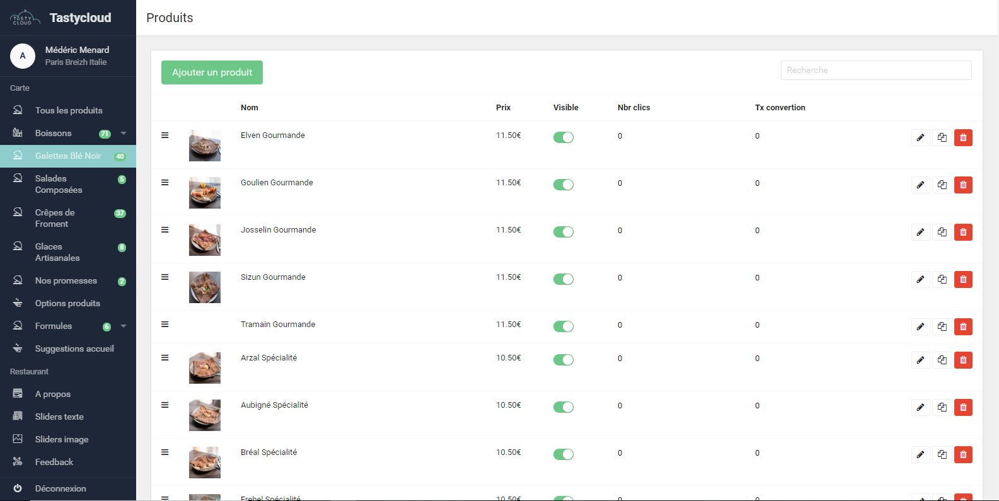 TASTY
CLOUD
Tastycloud
Produits
A
Médéric Menard
Paris Breizh Italie
Carte
Tous les produits
Boissons 71
Galettes Blé Noir 40
Salades
Composées 5
Crêpes de
Froment 37
Glaces
Artisanales 8
Nos promesses 2
Options produits
Formules 6
Suggestions accueil
Restaurant
A propos
Sliders texte
Sliders image
Feedback
Déconnexion
Ajouter un produit
Recherche
Nom Prix Visible Nbr clics Tx convertion
Elven Gourmande 11.50€ 0 0
Goulien Gourmande 11.50€ 0 0
Josselin Gourmande 11.50€ 0 0
Sizun Gourmande 11.50€ 0 0
Tramain Gourmande 11.50€ 0 0
Arzal Spécialité 10.50€ 0 0
Aubigné Spécialité 10.50€ 0 0
Bréal Spécialité 10.50€ 0 0
Frehel Spécialité 10.50€ 0 0